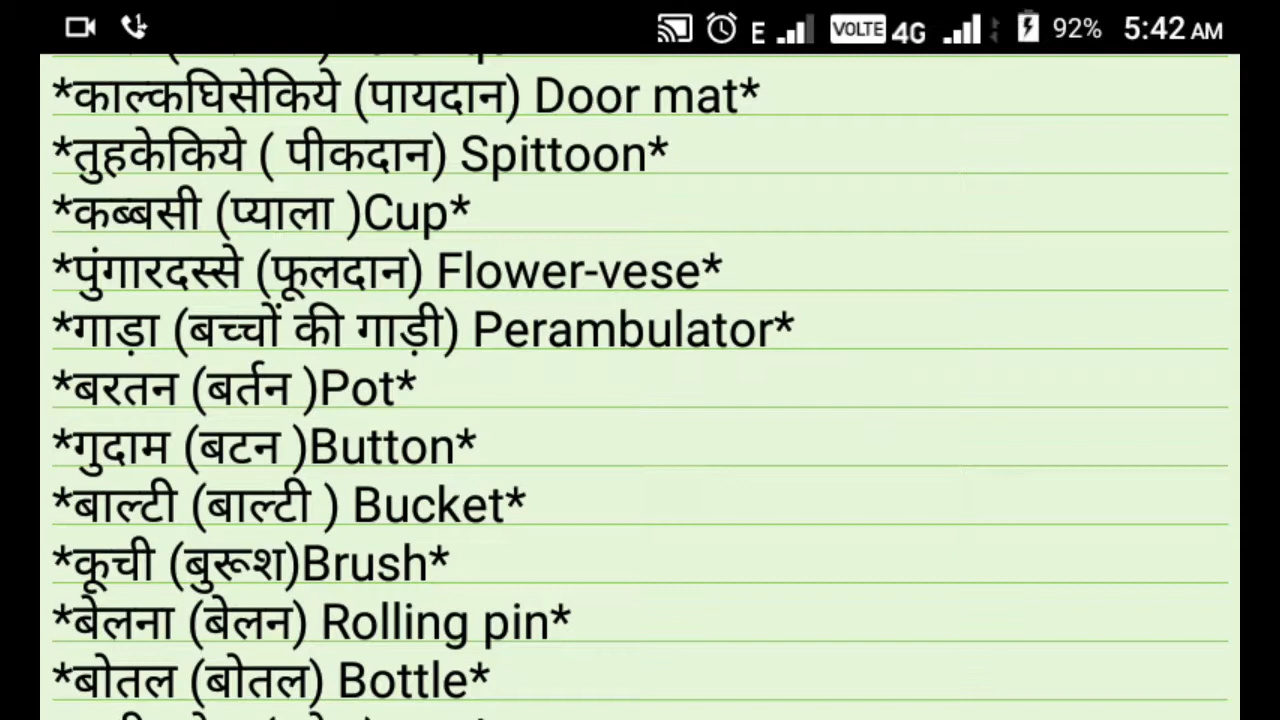 E VOLTE 4G 92% 5:42 AM
*काल्कघिसेकिये (पायदान) Door mat*
*तुहकेकिये ( पीकदान) Spittoon*
*कब्बसी (प्याला )Cup*
*पुंगारदस्से (फूलदान) Flower-vese*
*गाड़ा (बच्चों की गाड़ी) Perambulator*
*बरतन (बर्तन )Pot*
*गुदाम (बटन )Button*
*बाल्टी (बाल्टी ) Bucket*
*कूची (बुरूश)Brush*
*बेलना (बेलन) Rolling pin*
*बोतल (बोतल) Bottle*